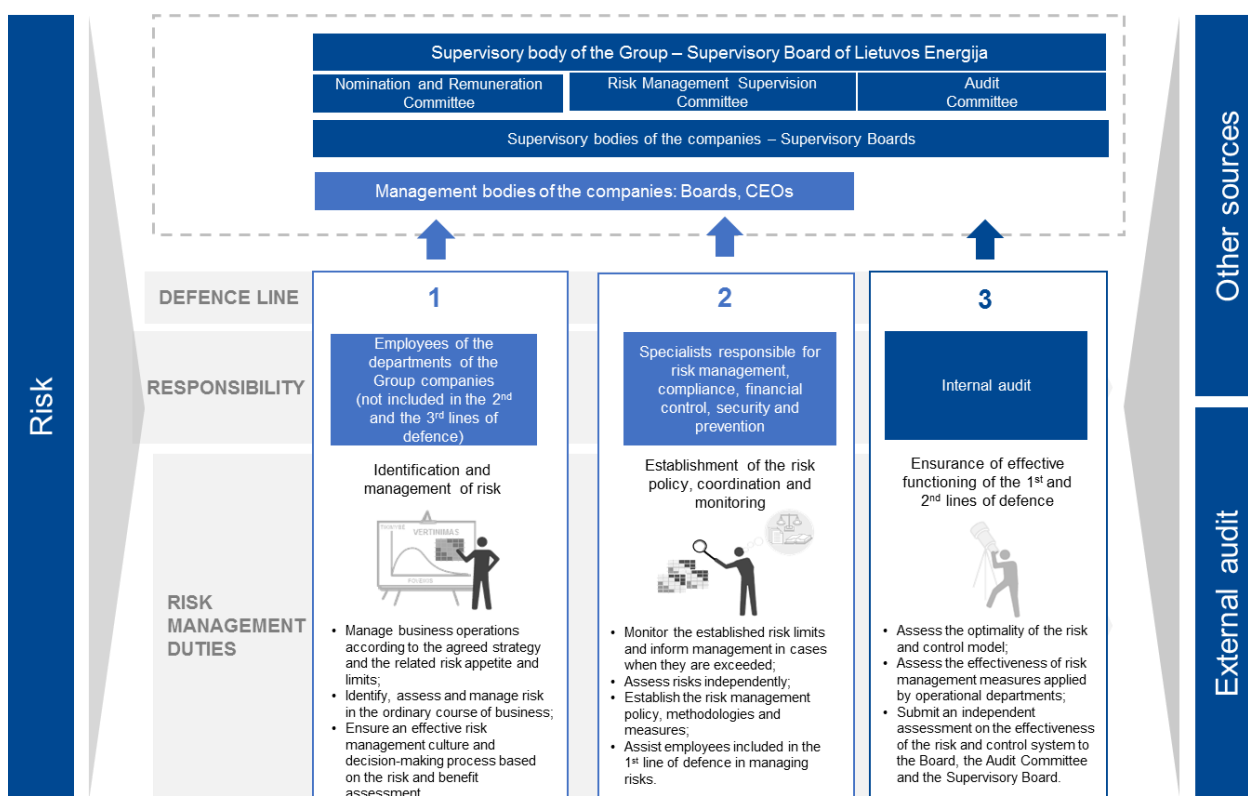 Risk
Supervisory body of the Group – Supervisory Board of Lietuvos Energija
Nomination and Remuneration
Committee
Risk Management Supervision
Committee
Audit
Committee
Supervisory bodies of the companies – Supervisory Boards
Management bodies of the companies: Boards, CEOs
DEFENCE LINE
1
2
3
RESPONSIBILITY
Employees of the
departments of the
Group companies
(not included in the 2nd
and the 3rd lines of
defence)
Specialists responsible for
risk management,
compliance, financial
control, security and
prevention
Internal audit
RISK
MANAGEMENT
DUTIES
Identification and
management of risk
VERTINIMAS
POVEIKIS
• Manage business operations
according to the agreed strategy
and the related risk appetite and
limits;
• Identify, assess and manage risk
in the ordinary course of business;
• Ensure an effective risk
management culture and
decision-making process based
on the risk and benefit
assessment
Establishment of the risk
policy, coordination and
monitoring
• Monitor the established risk limits
and inform management in cases
when they are exceeded;
• Assess risks independently;
• Establish the risk management
policy, methodologies and
measures;
• Assist employees included in the
1st line of defence in managing
risks.
Ensurance of effective
functioning of the 1st and
2nd lines of defence
• Assess the optimality of the risk
and control model;
• Assess the effectiveness of risk
management measures applied
by operational departments;
• Submit an independent
assessment on the effectiveness
of the risk and control system to
the Board, the Audit Committee
and the Supervisory Board.
Other sources
External audit